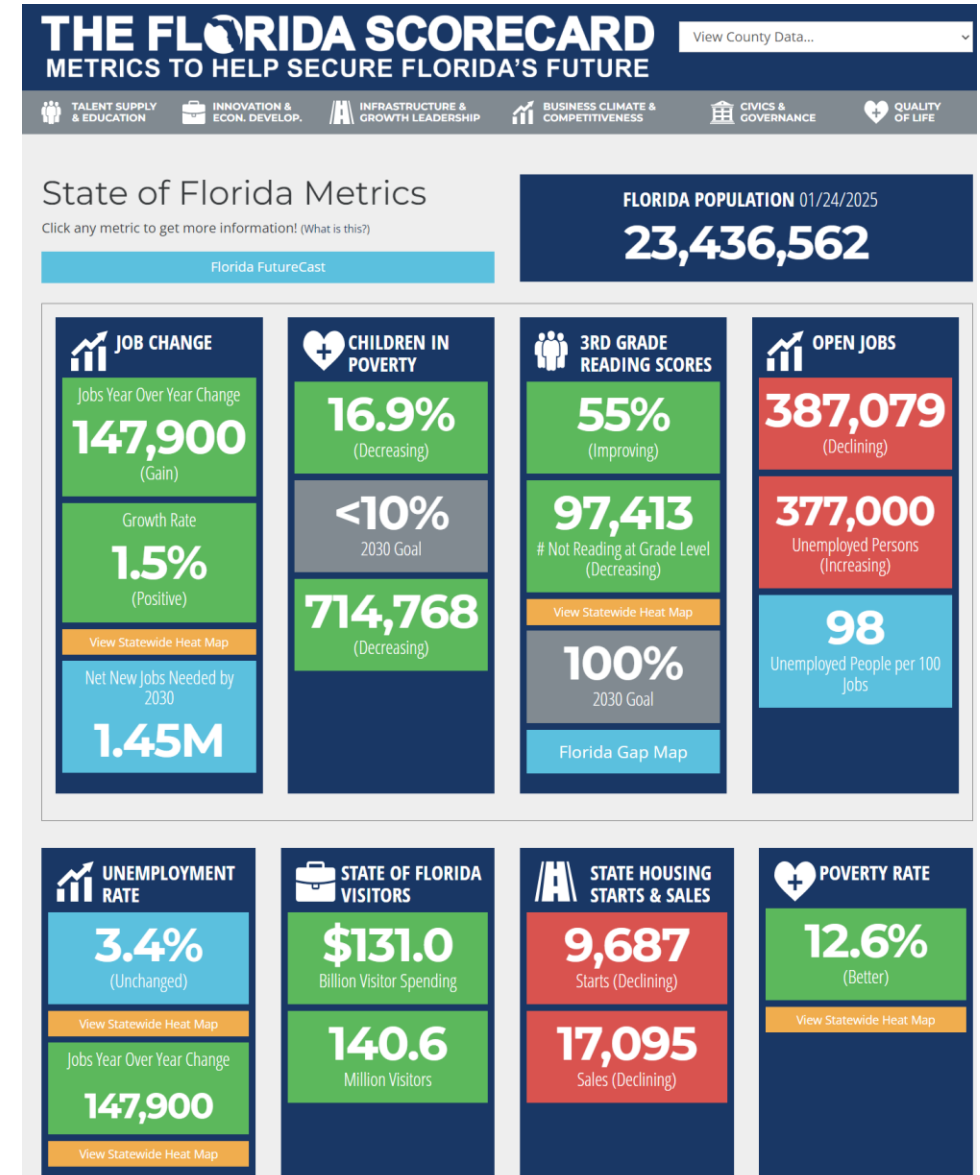 THE FLORIDA SCORECARD
METRICS TO HELP SECURE FLORIDA'S FUTURE
View County Data...
TALENT SUPPLY
& EDUCATION
INNOVATION &
ECON. DEVELOP.
INFRASTRUCTURE &
GROWTH LEADERSHIP
BUSINESS CLIMATE &
COMPETITIVENESS
CIVICS &
GOVERNANCE
QUALITY
OF LIFE
State of Florida Metrics
Click any metric to get more information! (What is this?)
Florida FutureCast
FLORIDA POPULATION 01/24/2025
23,436,562
JOB CHANGE
Jobs Year Over Year Change
147,900
(Gain)
Growth Rate
1.5%
(Positive)
View Statewide Heat Map
Net New Jobs Needed by
2030
1.45M
CHILDREN IN
POVERTY
16.9%
(Decreasing)
<10%
2030 Goal
714,768
(Decreasing)
3RD GRADE
READING SCORES
55%
(Improving)
97,413
# Not Reading at Grade Level
(Decreasing)
View Statewide Heat Map
100%
2030 Goal
Florida Gap Map
OPEN JOBS
387,079
(Declining)
377,000
Unemployed Persons
(Increasing)
98
Unemployed People per 100
Jobs
UNEMPLOYMENT
RATE
3.4%
(Unchanged)
View Statewide Heat Map
Jobs Year Over Year Change
147,900
View Statewide Heat Map
STATE OF FLORIDA
VISITORS
$131.0
Billion Visitor Spending
140.6
Million Visitors
STATE HOUSING
STARTS & SALES
9,687
Starts (Declining)
17,095
Sales (Declining)
POVERTY RATE
12.6%
(Better)
View Statewide Heat Map